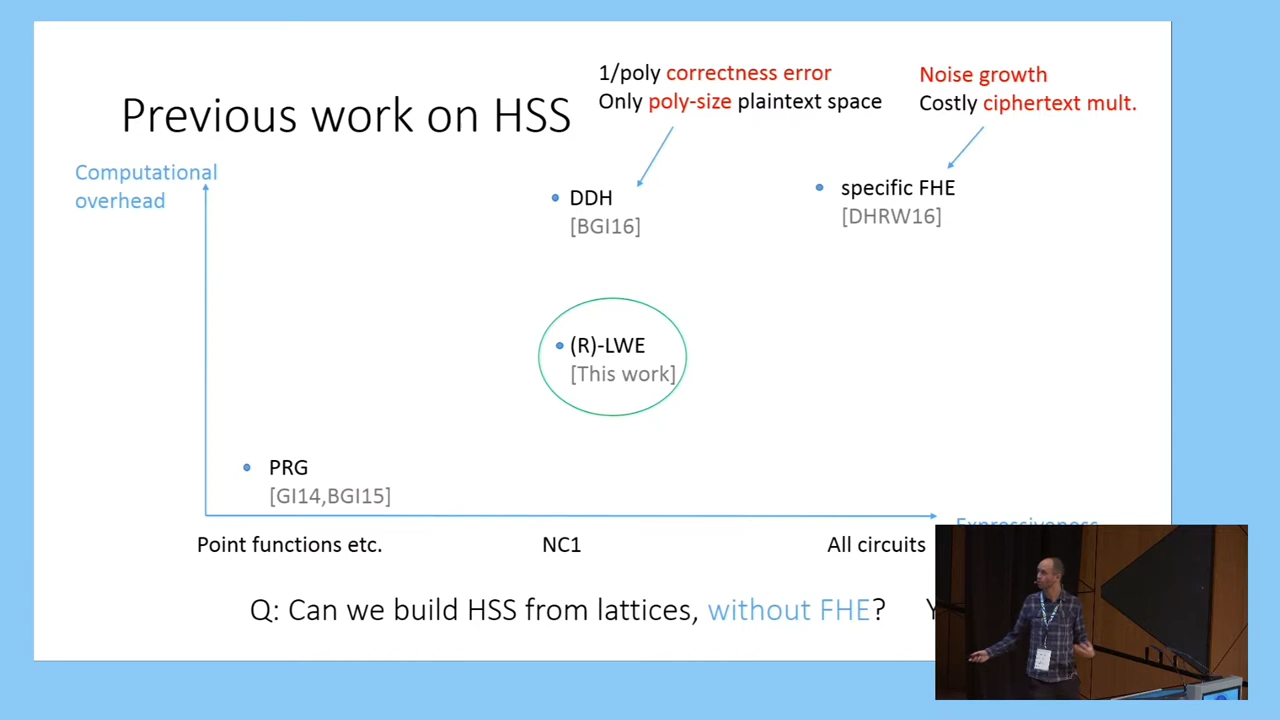 Previous work on HSS
1/poly correctness error
Only poly-size plaintext space
Noise growth
Costly ciphertext mult.
Computational
overhead
DDH
[BGI16]
specific FHE
[DHRW16]
(R)-LWE
[This work]
PRG
[GI14,BGI15]
Expressiveness
Point functions etc.
NC1
All circuits
Q: Can we build HSS from lattices, without FHE?